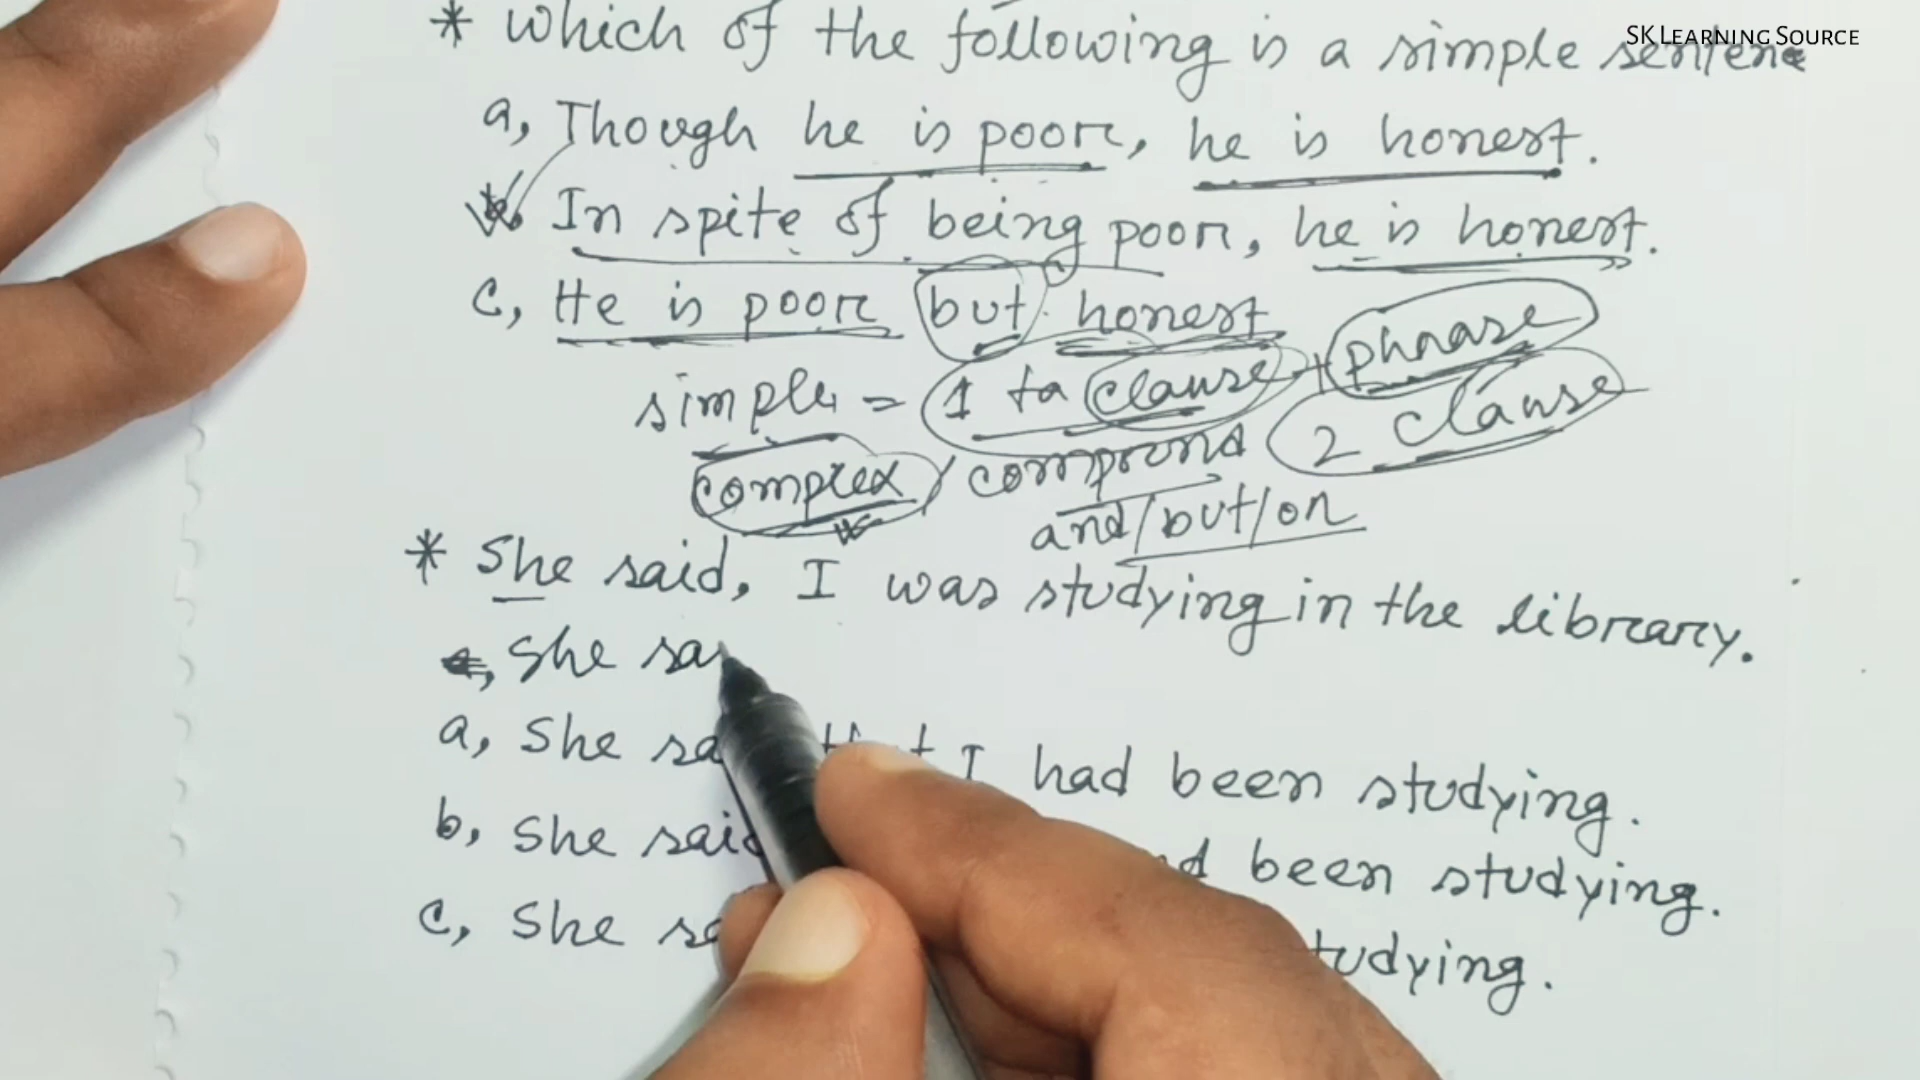 SK LEARNING SOURCE
* which of the following is a simple sentence
a, Though he is poor, he is honest.
In spite of being poor, he is honest.
c, He is poor but honest
simple = 1 ta clause + phrase
complex / compound 2 clause
and/but/or
* She said, I was studying in the library.
She sa
a, She sa I had been studying.
b, She said been studying.
c, She studying.